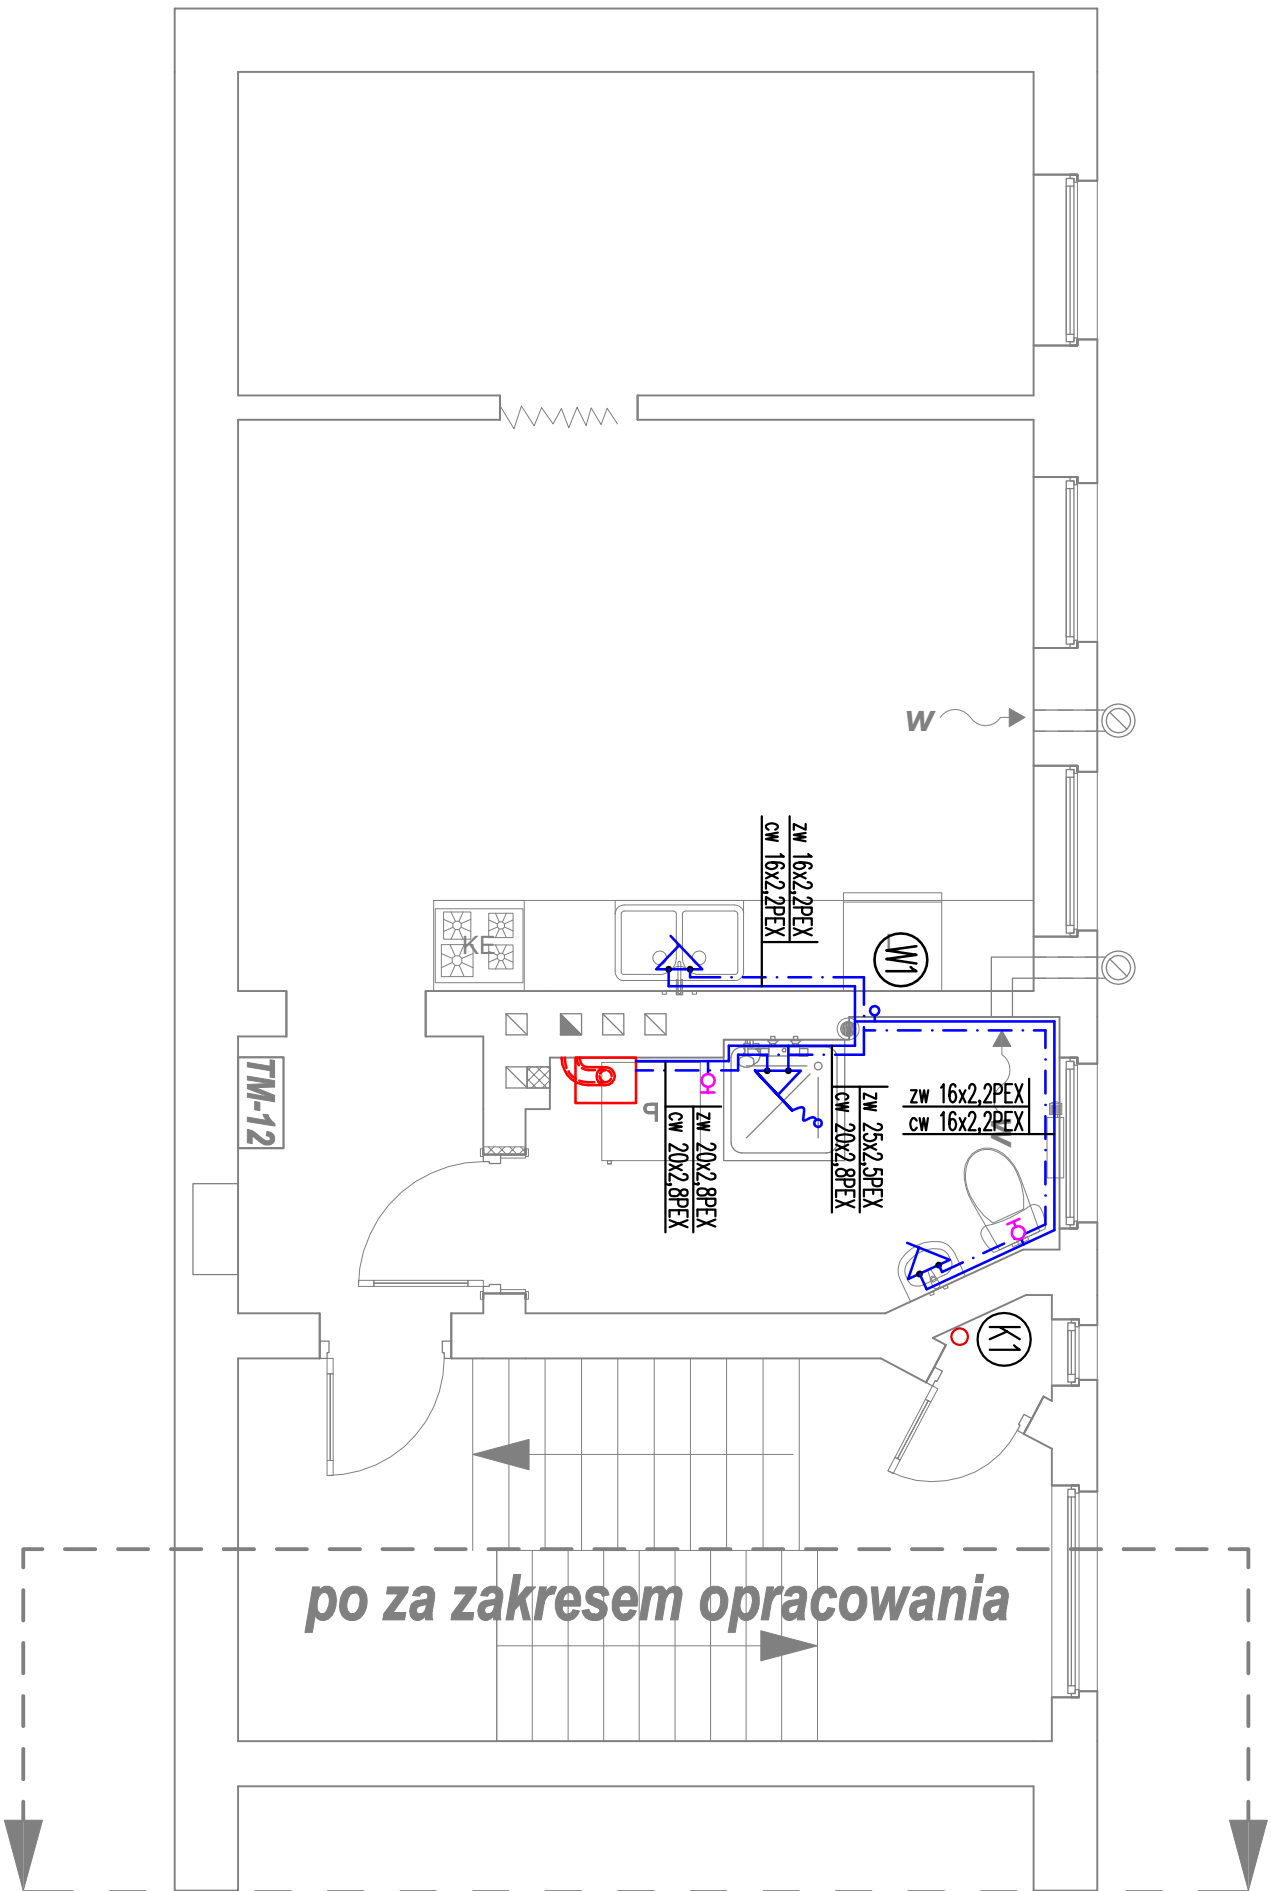 w
zw 16x2,2PEX
cw 16x2,2PEX
KE
L
W1
TM-12
P
zw 20x2,8PEX
cw 20x2,8PEX
zw 25x2,5PEX
cw 20x2,8PEX
zw 16x2,2PEX
cw 16x2,2PEX
W
K1
po za zakresem opracowania